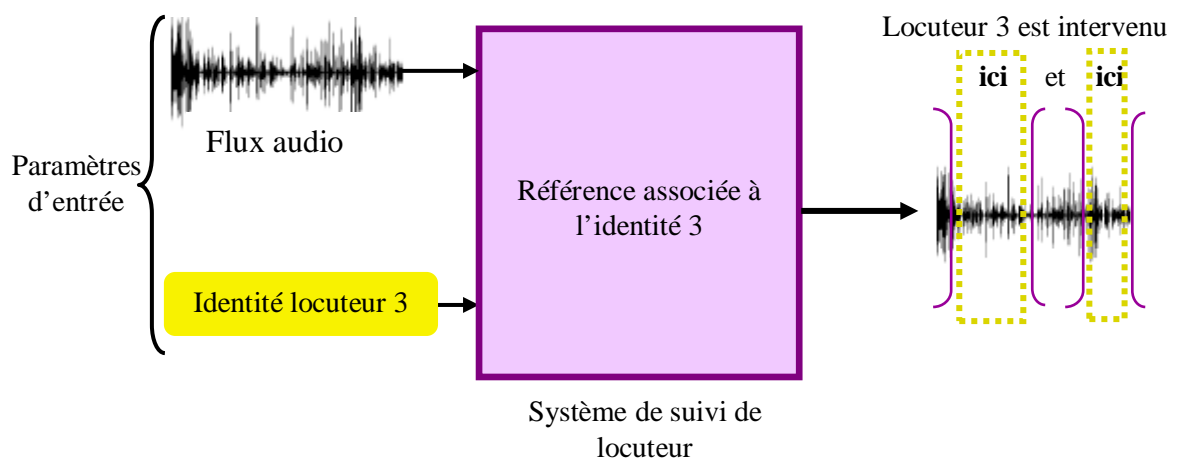 Locuteur 3 est intervenu
ici et ici
Flux audio
Paramètres
d’entrée
Référence associée à
l’identité 3
Identité locuteur 3
Système de suivi de
locuteur